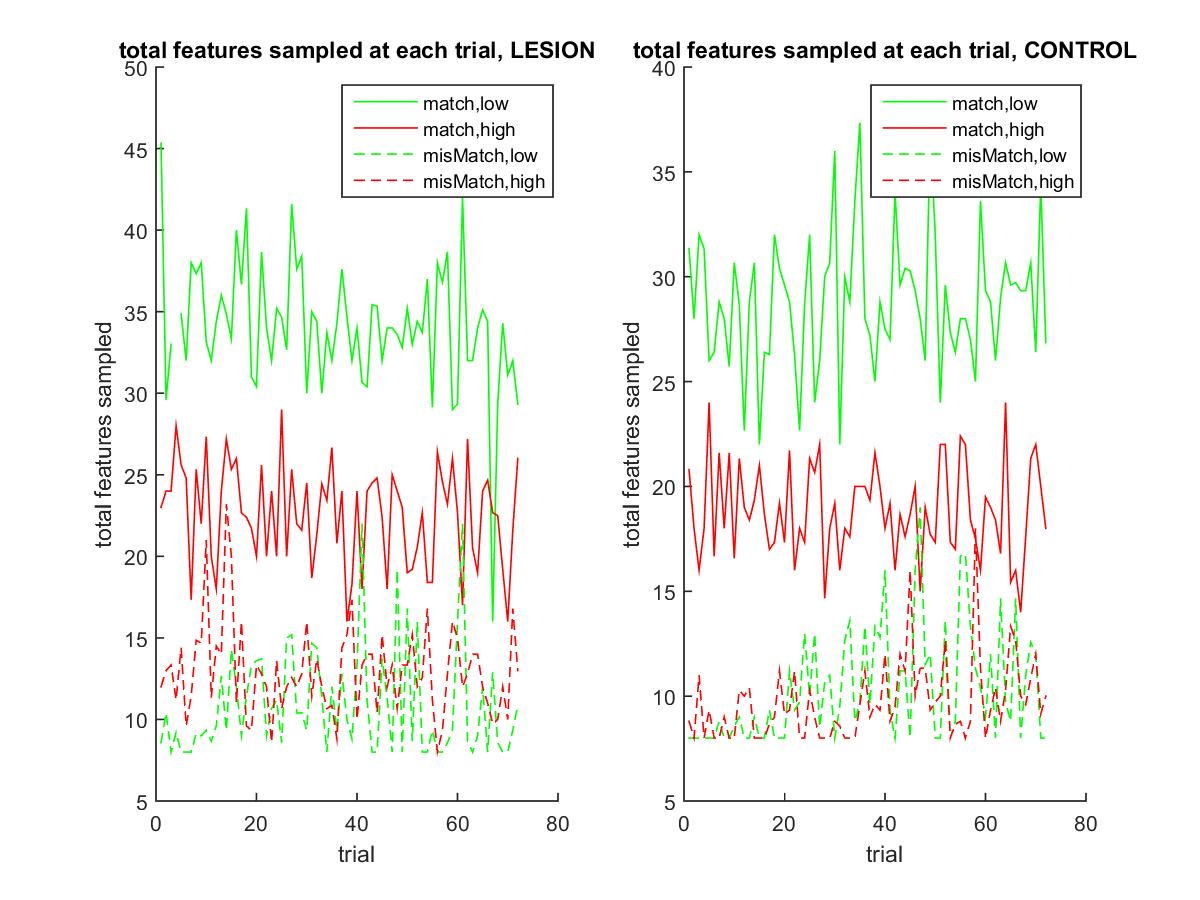 total features sampled at each trial, LESION
50
45
40
35
30
25
20
15
10
5
total features sampled
0
20
40
60
80
trial
match,low
match,high
misMatch,low
misMatch,high
total features sampled at each trial, CONTROL
40
35
30
25
20
15
10
5
total features sampled
0
20
40
60
80
trial
match,low
match,high
misMatch,low
misMatch,high